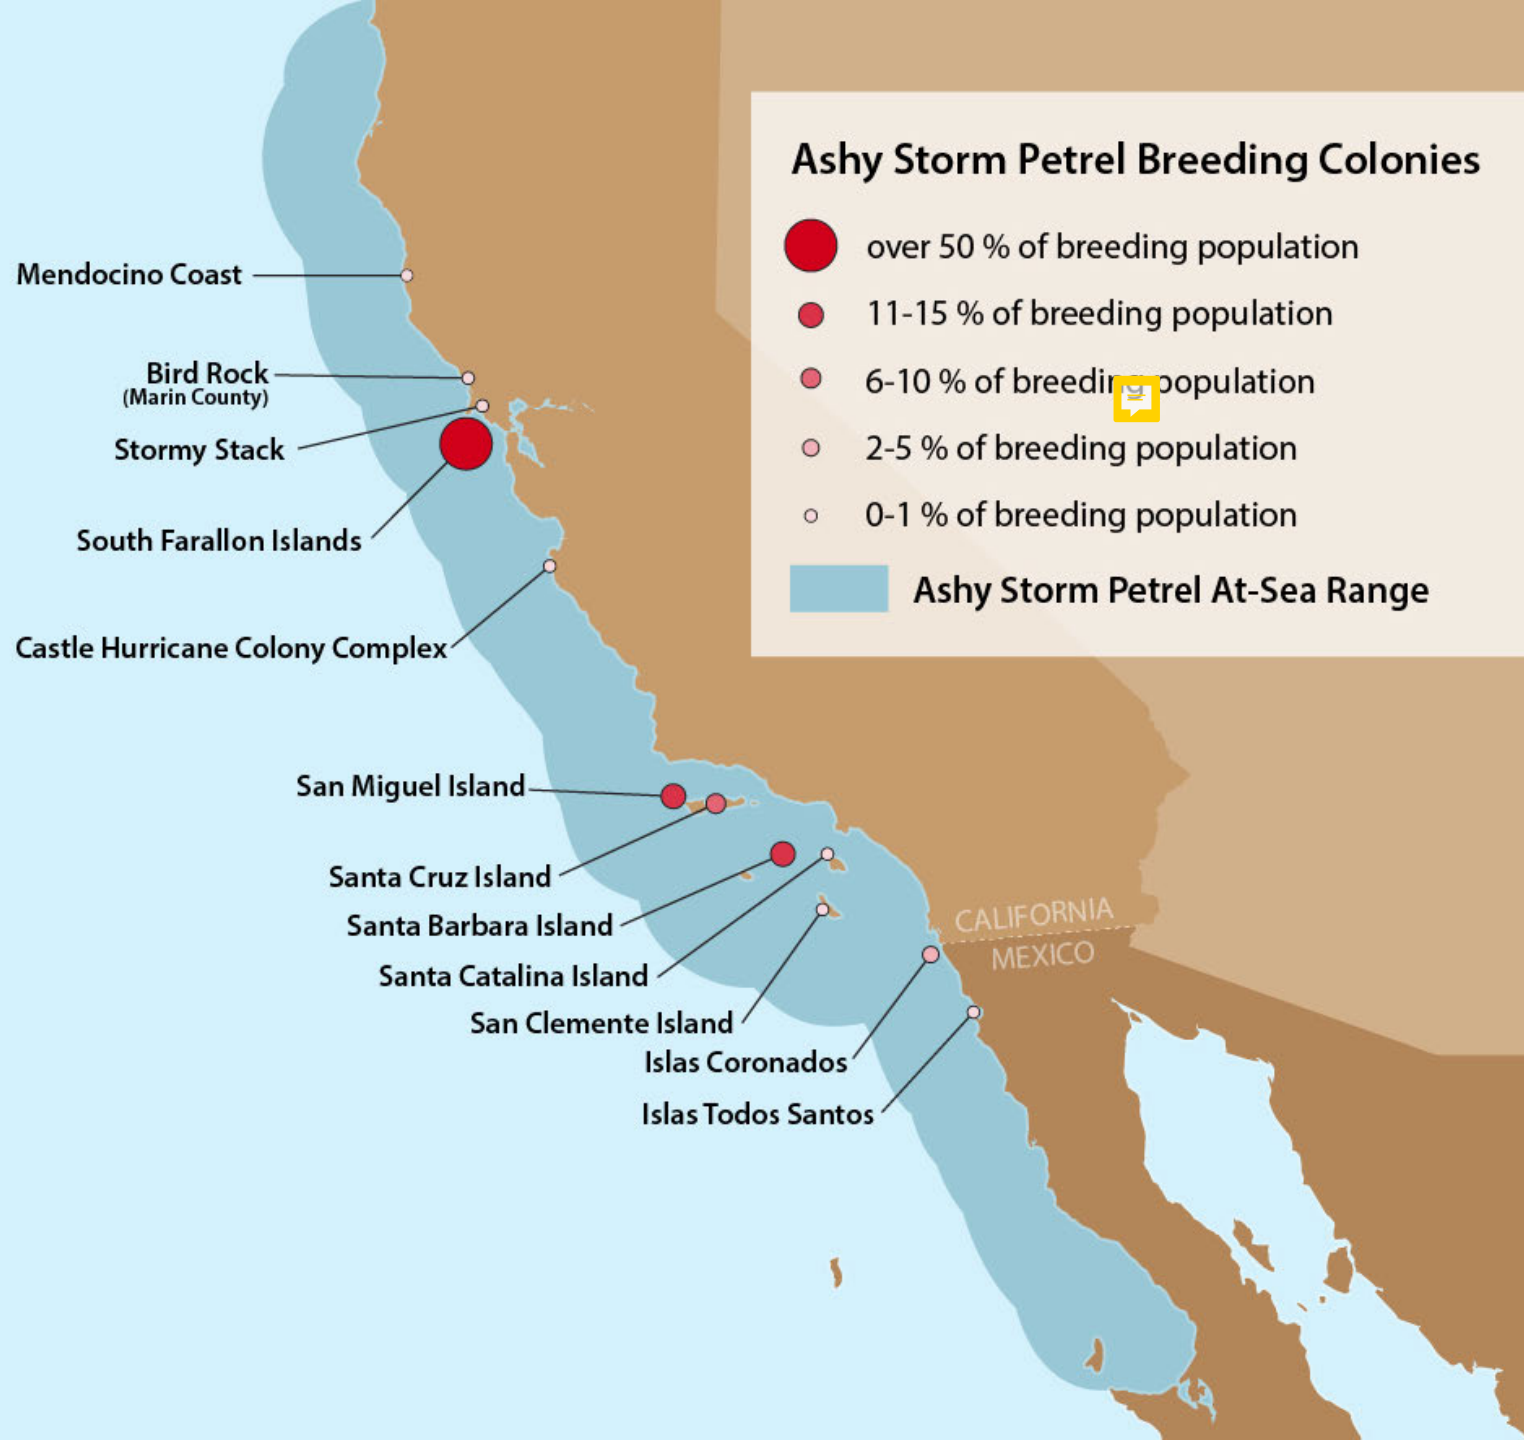 Ashy Storm Petrel Breeding Colonies
over 50 % of breeding population
11-15 % of breeding population
6-10 % of breeding population
2-5 % of breeding population
0-1 % of breeding population
Ashy Storm Petrel At-Sea Range
Mendocino Coast
Bird Rock
(Marin County)
Stormy Stack
South Farallon Islands
Castle Hurricane Colony Complex
San Miguel Island
Santa Cruz Island
Santa Barbara Island
Santa Catalina Island
San Clemente Island
Islas Coronados
Islas Todos Santos
CALIFORNIA
MEXICO